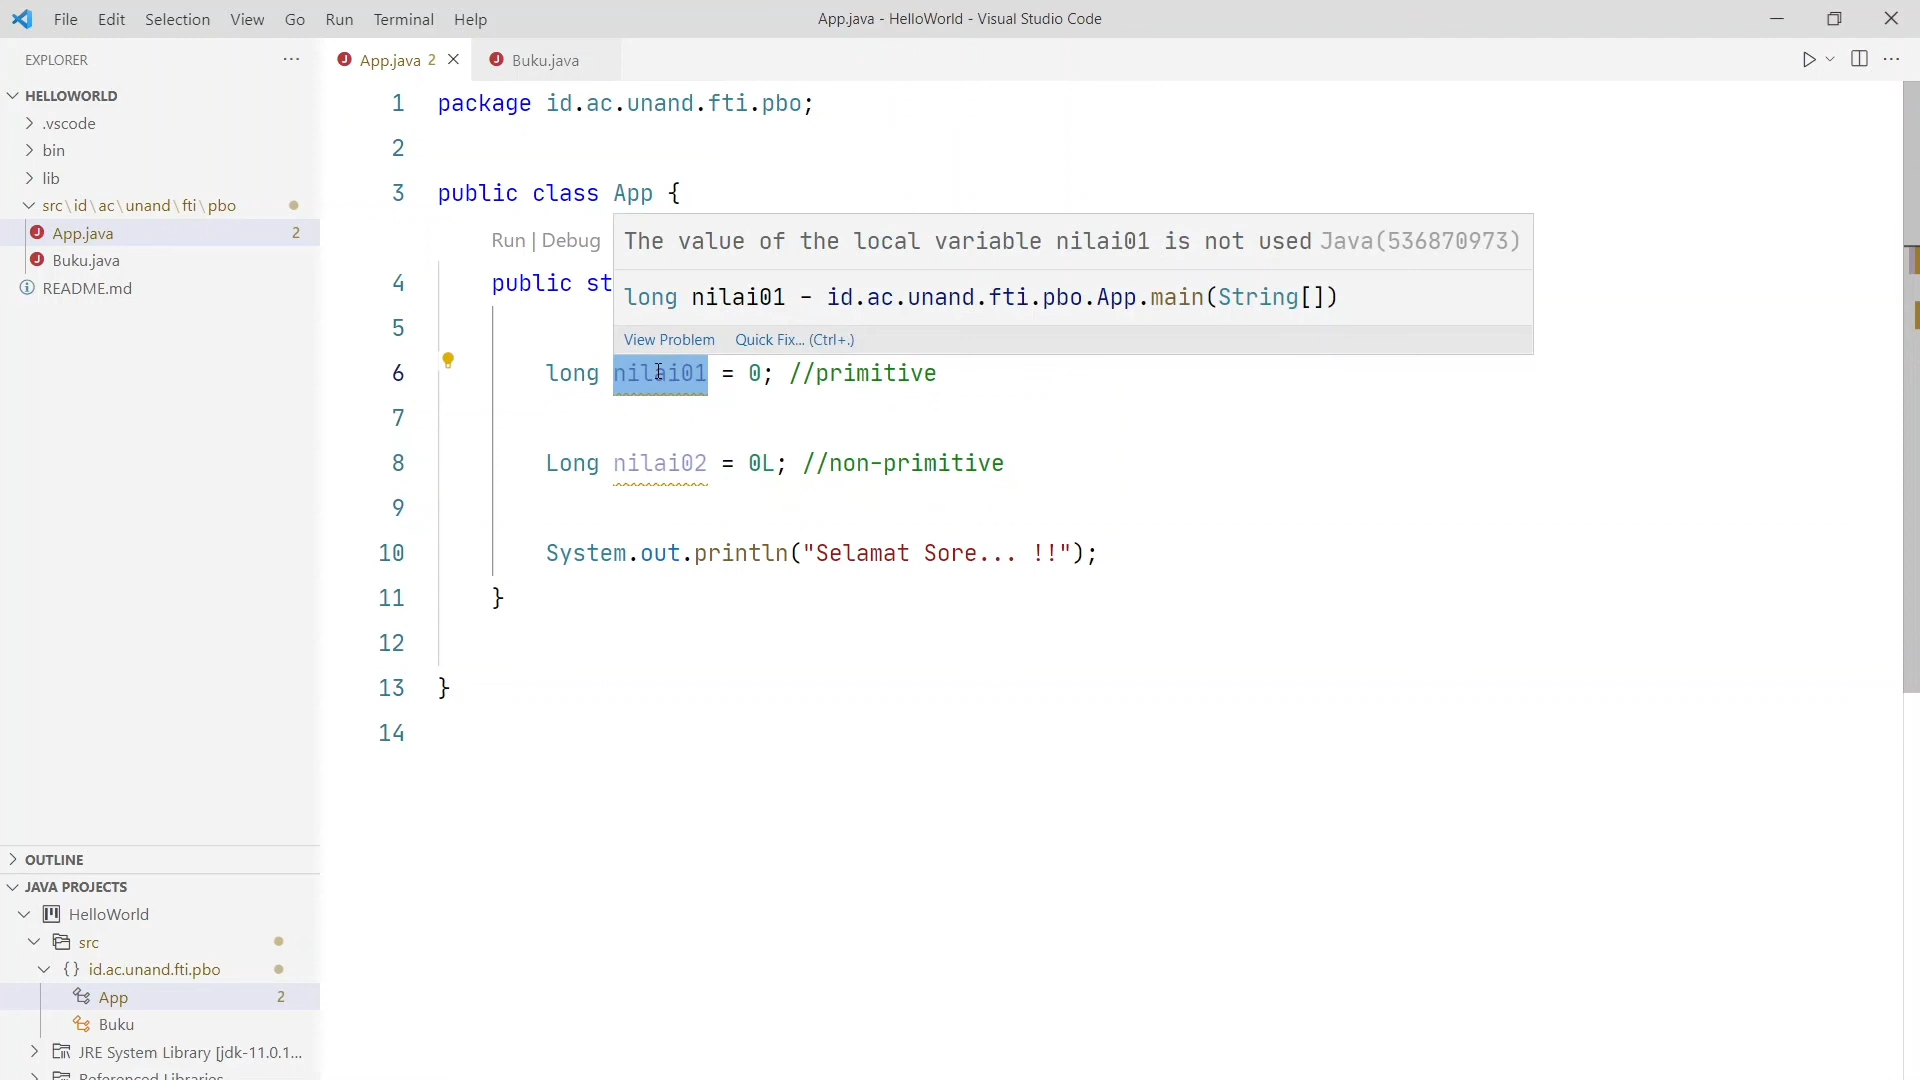 File Edit Selection View Go Run Terminal Help
App.java - HelloWorld - Visual Studio Code
EXPLORER
HELLOWORLD
.vscode
bin
lib
src\id\ac\unand\fti\pbo
App.java 2
Buku.java
README.md
OUTLINE
JAVA PROJECTS
HelloWorld
src
id.ac.unand.fti.pbo
App 2
Buku
JRE System Library [jdk-11.0.1...
Referenced Libraries
App.java 2 Buku.java
1 package id.ac.unand.fti.pbo;
2
3 public class App {
Run | Debug
The value of the local variable nilai01 is not used Java(536870973)
4 public st
long nilai01 - id.ac.unand.fti.pbo.App.main(String[])
5
View Problem Quick Fix... (Ctrl+.)
6 long nilai01 = 0; //primitive
7
8 Long nilai02 = 0L; //non-primitive
9
10 System.out.println("Selamat Sore... !!");
11 }
12
13 }
14